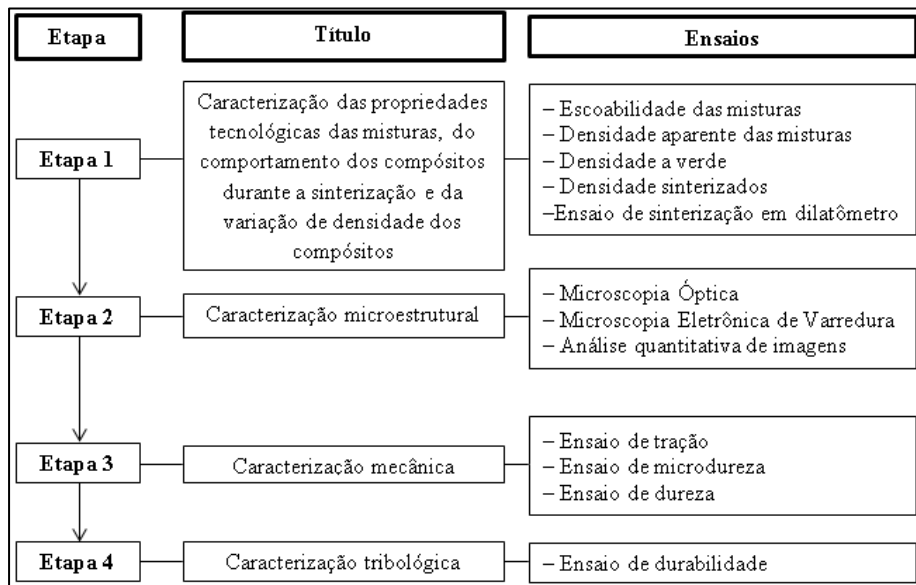 Etapa
Título
Ensaios
Etapa 1
Caracterização das propriedades
tecnológicas das misturas, do
comportamento dos compósitos
durante a sinterização e da
variação de densidade dos
compósitos
– Escoabilidade das misturas
– Densidade aparente das misturas
– Densidade a verde
– Densidade sinterizados
–Ensaio de sinterização em dilatômetro
Etapa 2
Caracterização microestrutural
– Microscopia Óptica
– Microscopia Eletrônica de Varredura
– Análise quantitativa de imagens
Etapa 3
Caracterização mecânica
– Ensaio de tração
– Ensaio de microdureza
– Ensaio de dureza
Etapa 4
Caracterização tribológica
– Ensaio de durabilidade